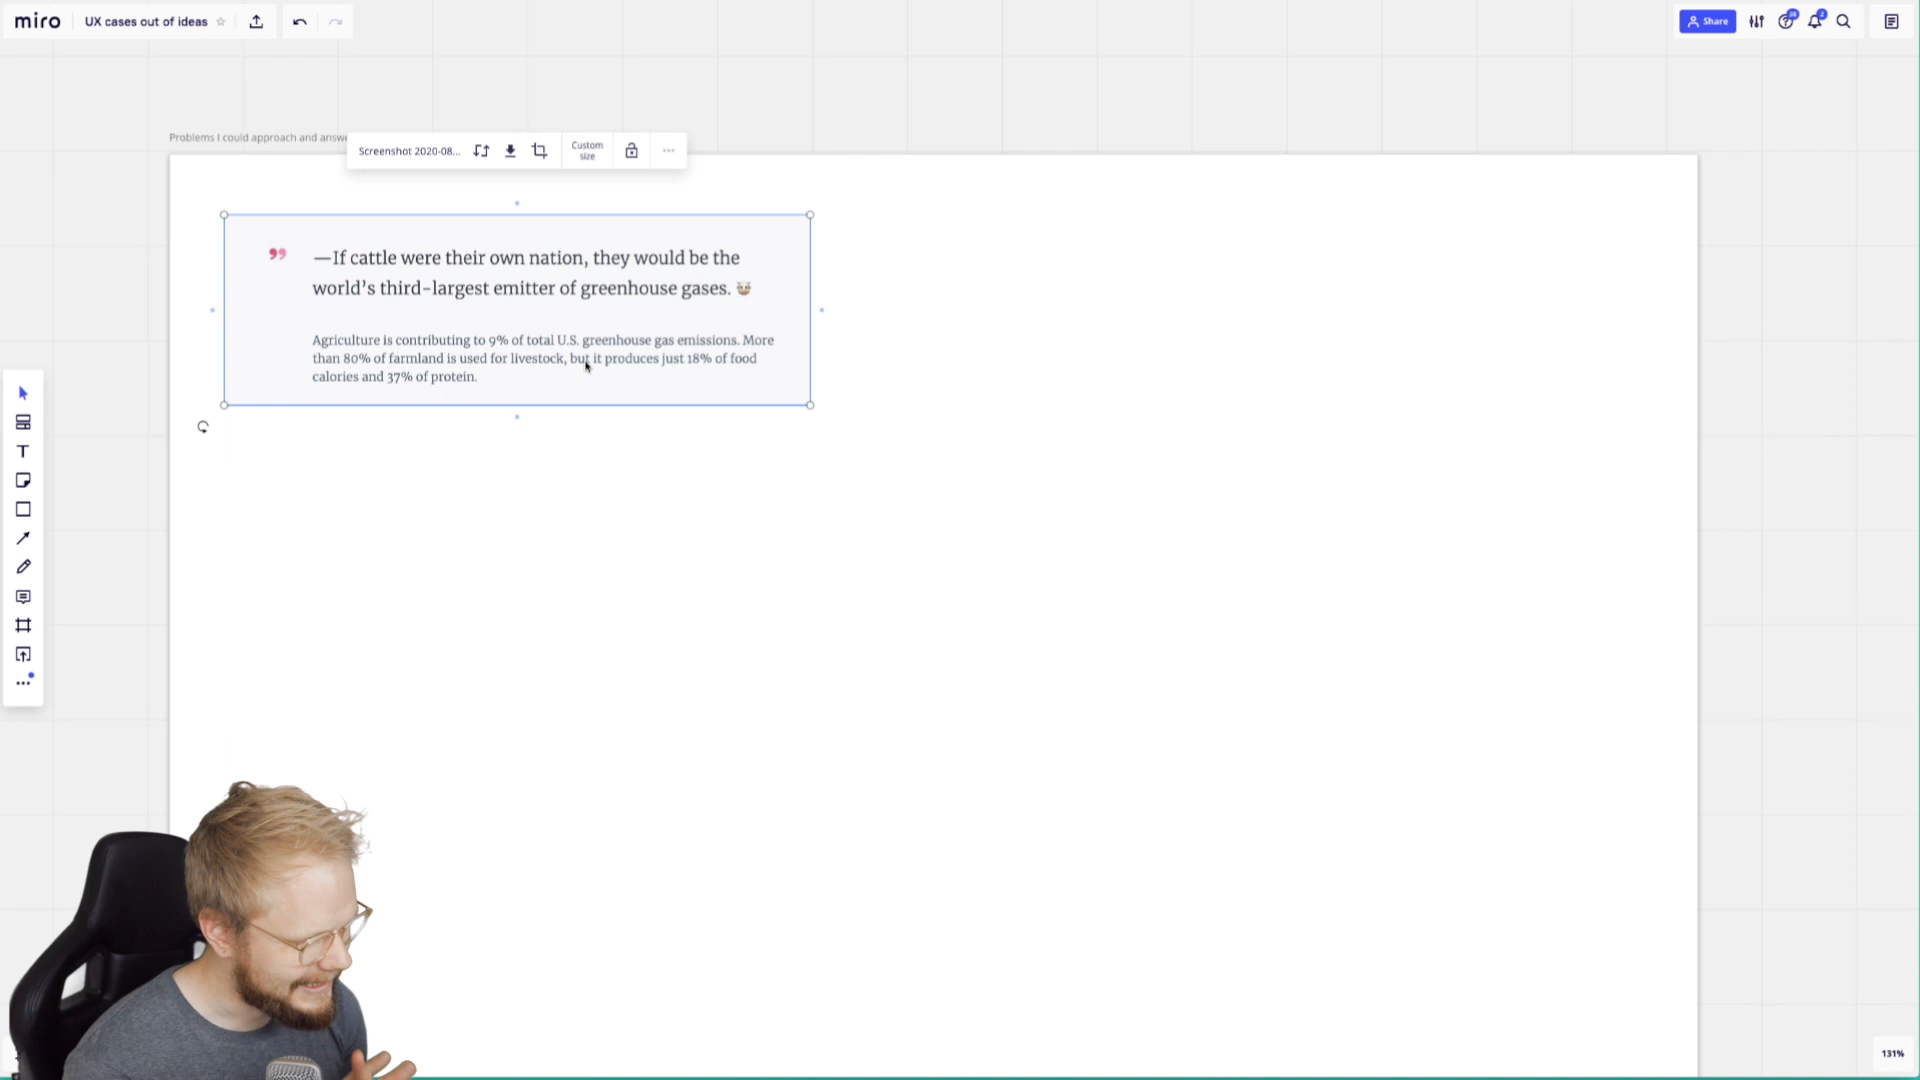 miro
UX cases out of ideas
Share
Problems I could approach and answ
Screenshot 2020-08...
Custom
size
—If cattle were their own nation, they would be the
world’s third-largest emitter of greenhouse gases. 🐮
Agriculture is contributing to 9% of total U.S. greenhouse gas emissions. More
than 80% of farmland is used for livestock, but it produces just 18% of food
calories and 37% of protein.
T
131%